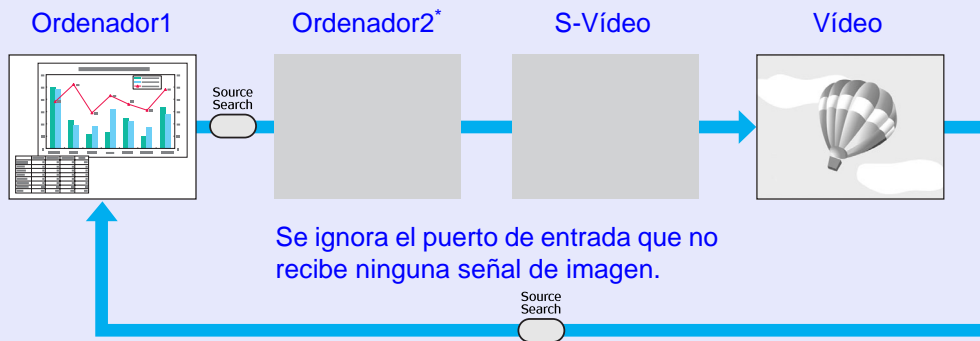 Ordenador1
Ordenador2*
S-Vídeo
Vídeo
Source
Search
Se ignora el puerto de entrada que no
recibe ninguna señal de imagen.
Source
Search